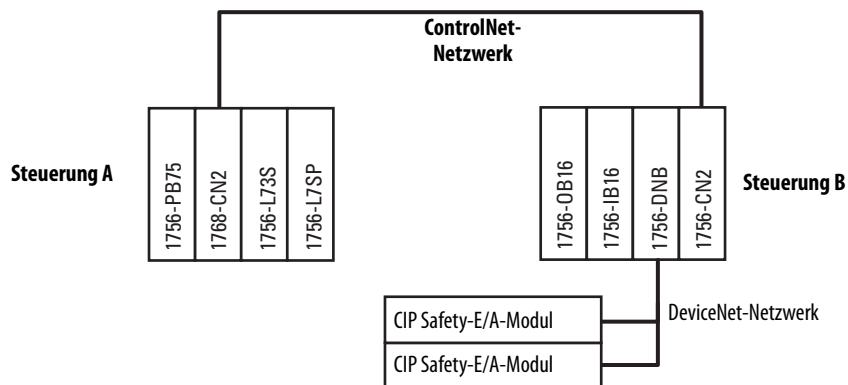 ControlNet-
Netzwerk
Steuerung A
1756-PB75
1768-CN2
1756-L73S
1756-L7SP
1756-OB16
1756-IB16
1756-DNB
1756-CN2
Steuerung B
CIP Safety-E/A-Modul
CIP Safety-E/A-Modul
DeviceNet-Netzwerk